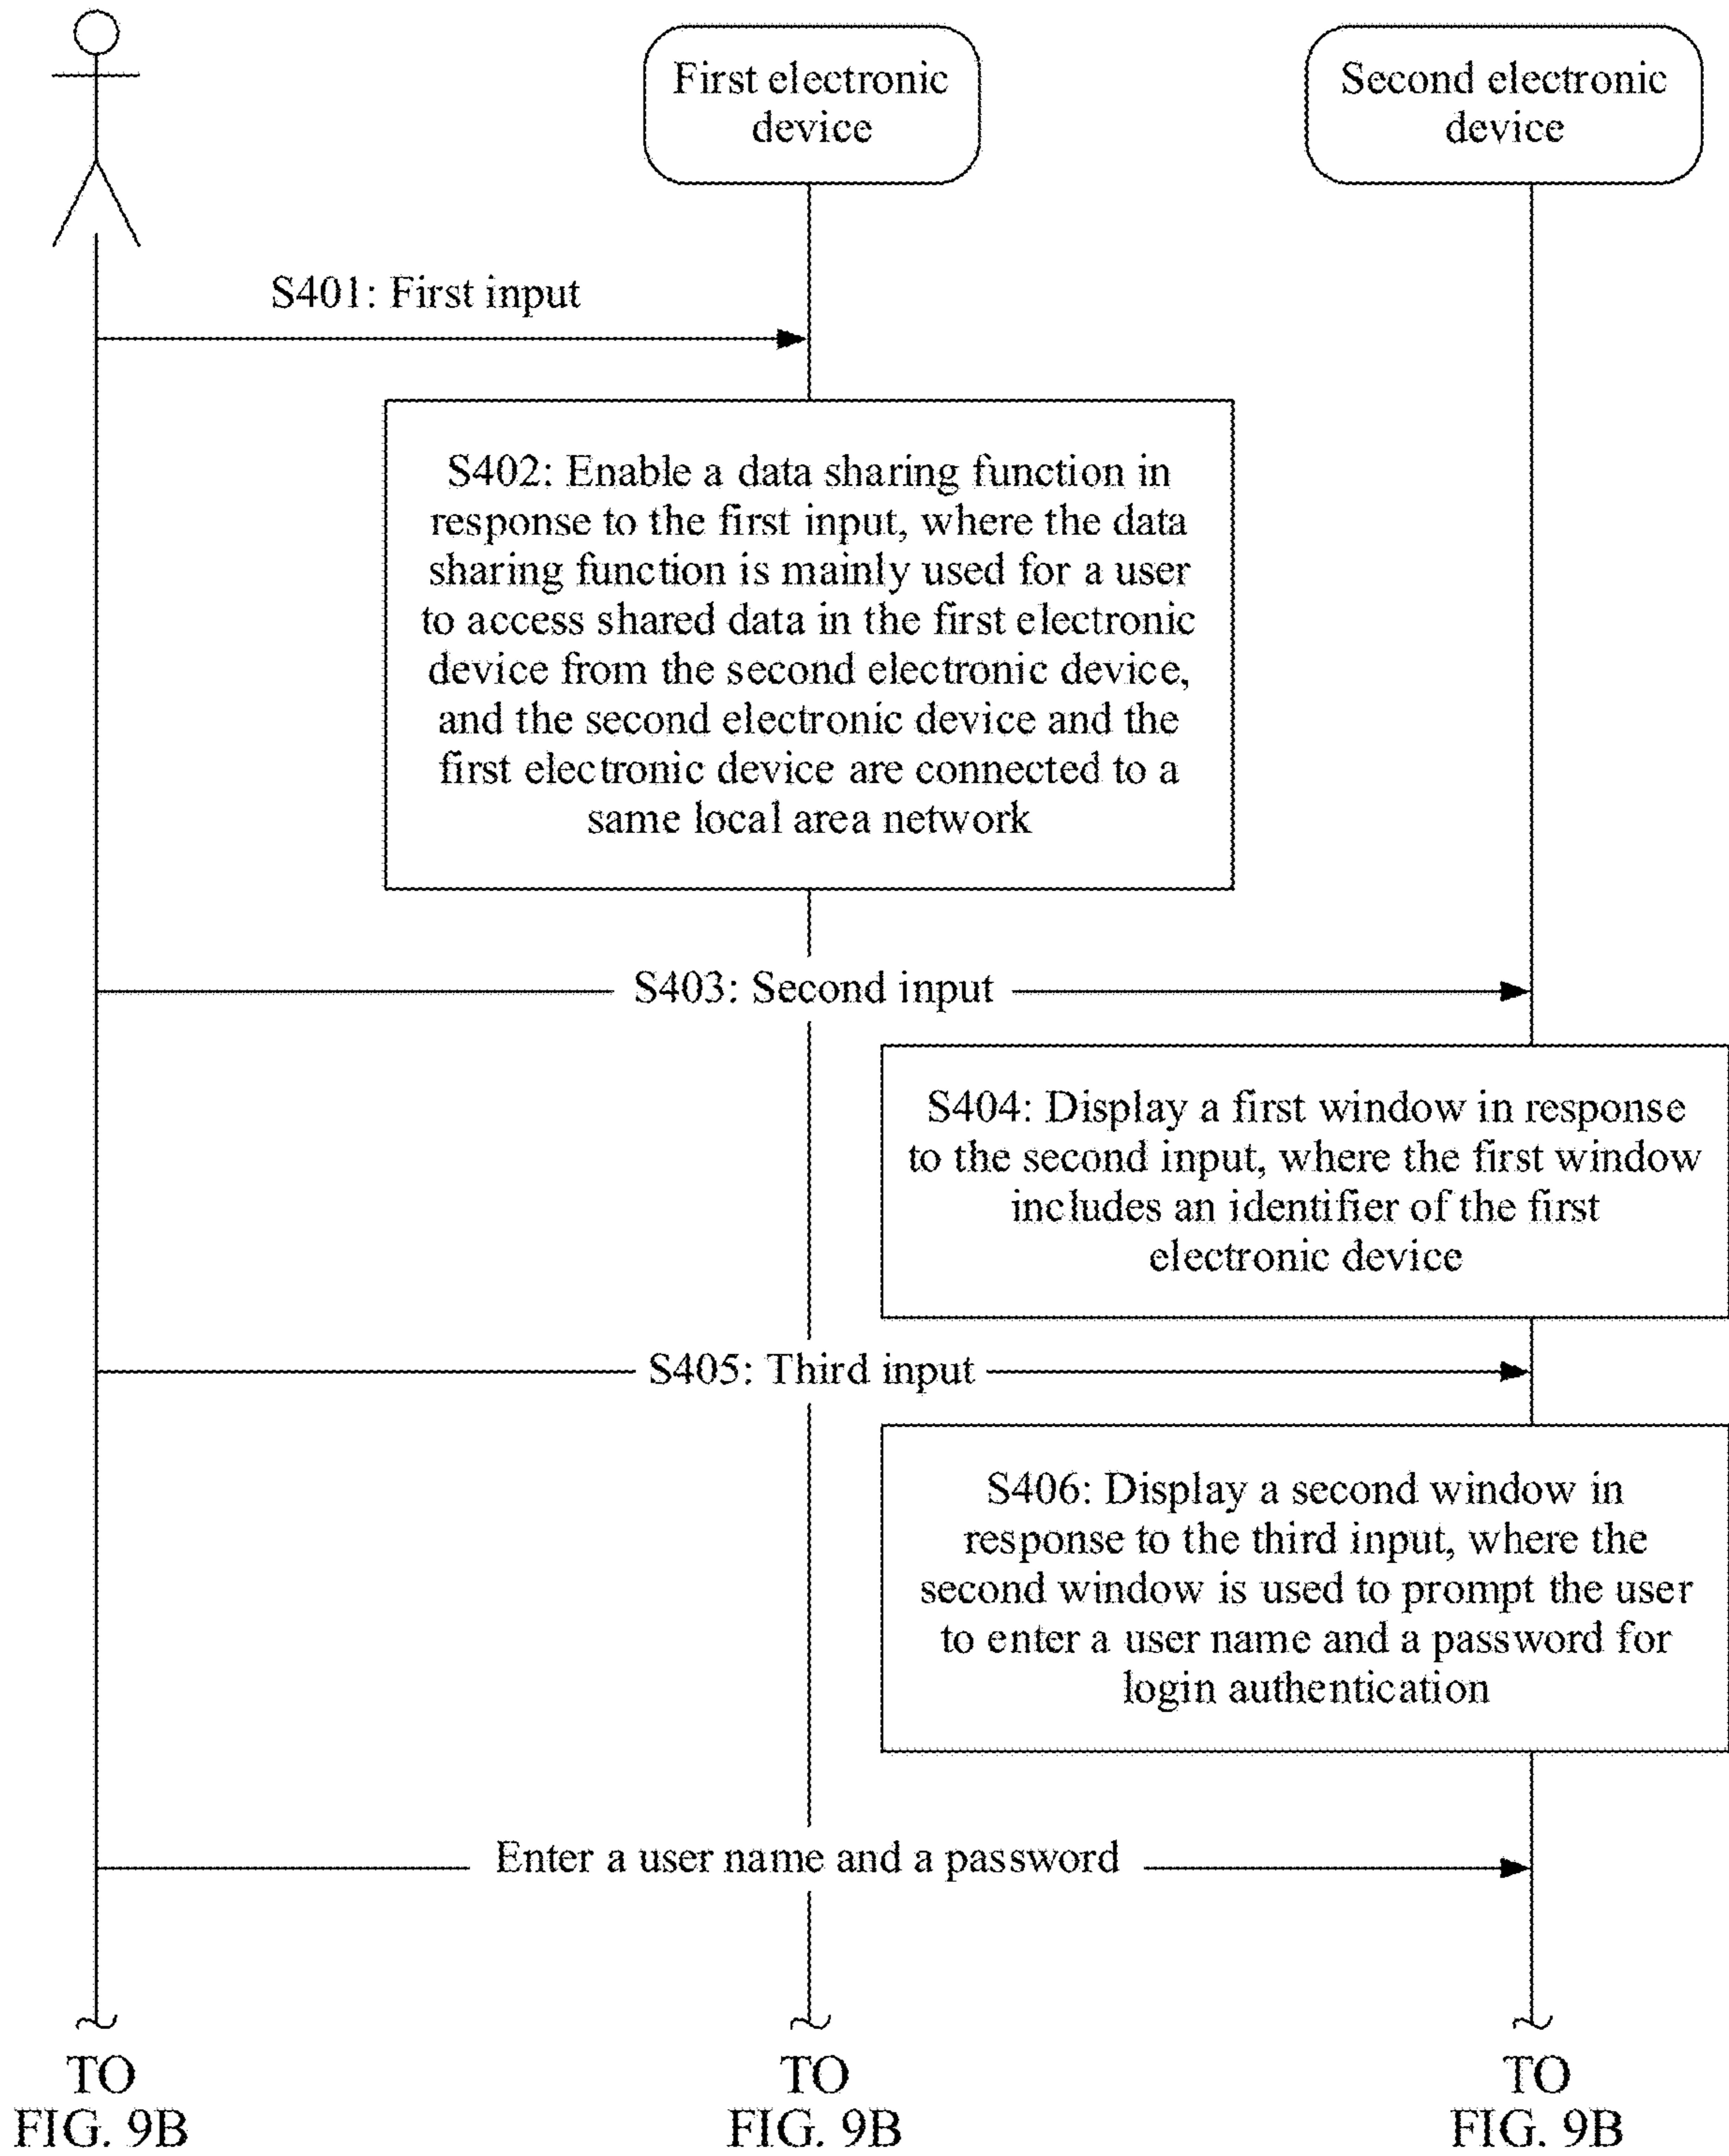 First electronic
device
Second electronic
device
S401: First input
S402: Enable a data sharing function in
response to the first input, where the data
sharing function is mainly used for a user
to access shared data in the first electronic
device from the second electronic device,
and the second electronic device and the
first electronic device are connected to a
same local area network
S403: Second input
S404: Display a first window in response
to the second input, where the first window
includes an identifier of the first
electronic device
S405: Third input
S406: Display a second window in
response to the third input, where the
second window is used to prompt the user
to enter a user name and a password for
login authentication
Enter a user name and a password
TO
FIG. 9B
TO
FIG. 9B
TO
FIG. 9B